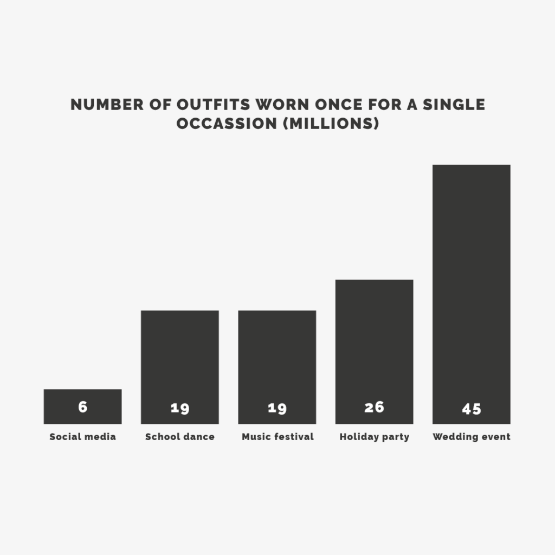 NUMBER OF OUTFITS WORN ONCE FOR A SINGLE
OCCASSION (MILLIONS)
6
19
19
26
45
Social media
School dance
Music festival
Holiday party
Wedding event